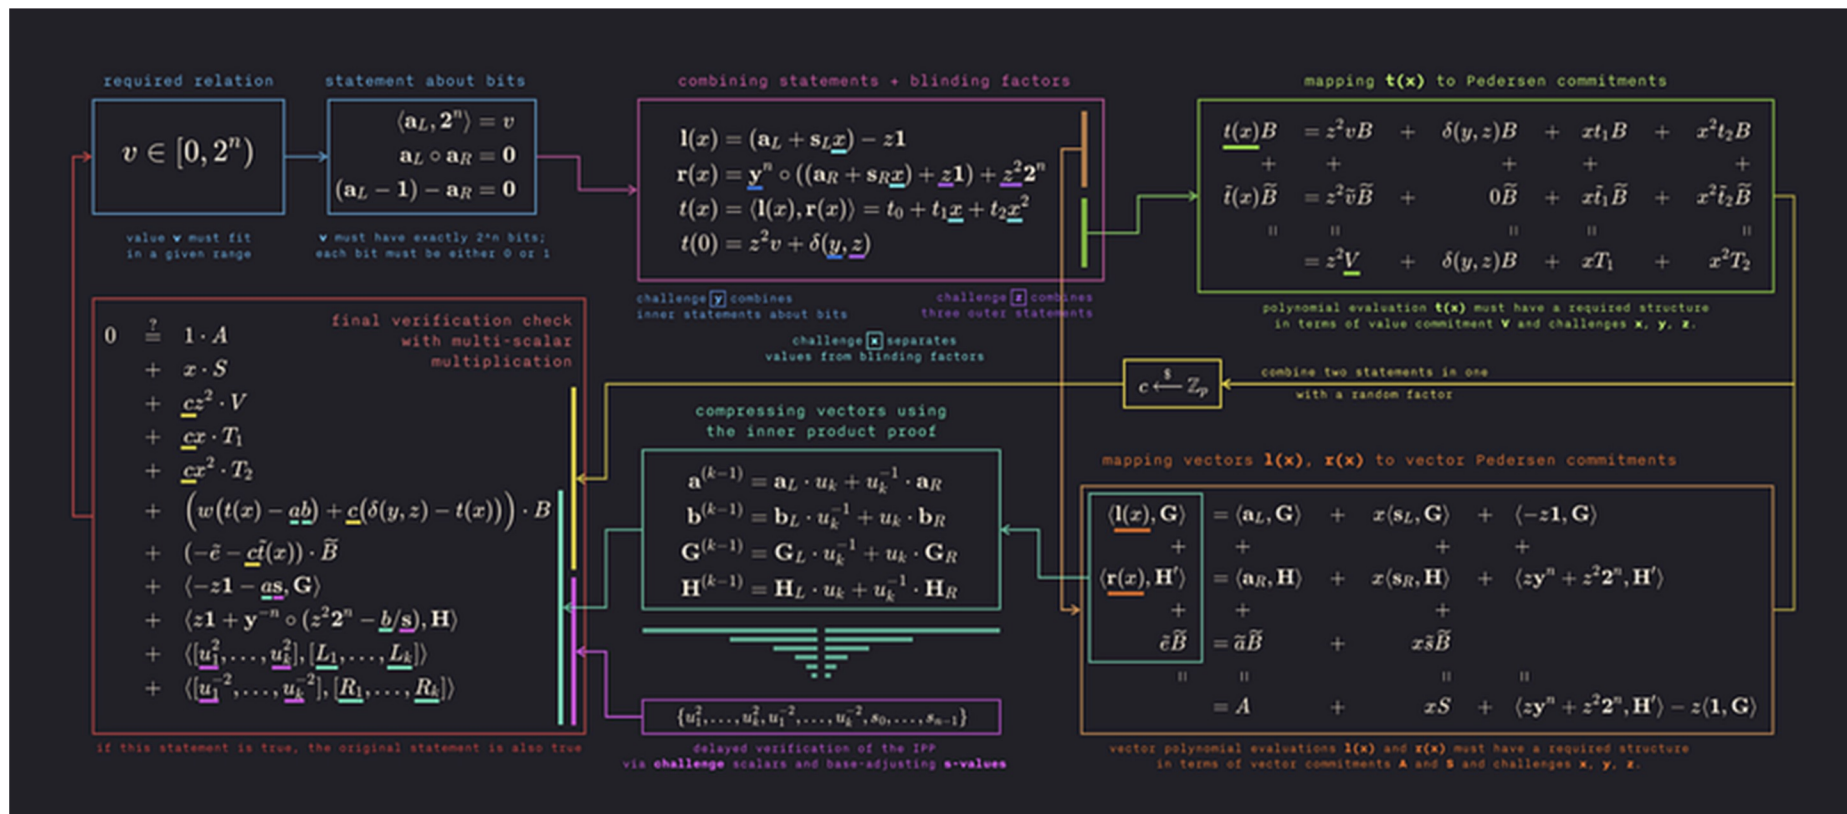 required relation
v ∈ [0, 2ⁿ)
value v must fit
in a given range
statement about bits
⟨a_L, 2ⁿ⟩ = v
a_L ∘ a_R = 0
(a_L − 1) − a_R = 0
v must have exactly 2^n bits;
each bit must be either 0 or 1
combining statements + blinding factors
l(x) = (a_L + s_L x) − z1
r(x) = yⁿ ∘ ((a_R + s_R x) + z1) + z²2ⁿ
t(x) = ⟨l(x), r(x)⟩ = t₀ + t₁x + t₂x²
t(0) = z²v + δ(y, z)
challenge y combines
inner statements about bits
challenge z combines
three outer statements
challenge x separates
values from blinding factors
mapping t(x) to Pedersen commitments
t(x)B = z²vB + δ(y, z)B + xt₁B + x²t₂B
+ + + + +
t̃(x)B̃ = z²ṽB̃ + 0B̃ + xt̃₁B̃ + x²t̃₂B̃
= = = = =
= z²V + δ(y, z)B + xT₁ + x²T₂
polynomial evaluation t(x) must have a required structure
in terms of value commitment V and challenges x, y, z.
combine two statements in one
with a random factor
c ←$ ℤ_p
mapping vectors l(x), r(x) to vector Pedersen commitments
⟨l(x), G⟩ = ⟨a_L, G⟩ + x⟨s_L, G⟩ + ⟨−z1, G⟩
+ + + +
⟨r(x), H′⟩ = ⟨a_R, H⟩ + x⟨s_R, H⟩ + ⟨zyⁿ + z²2ⁿ, H′⟩
+ + +
ẽB̃ = ãB̃ + xs̃B̃
= = = =
= A + xS + ⟨zyⁿ + z²2ⁿ, H′⟩ − z⟨1, G⟩
vector polynomial evaluations l(x) and r(x) must have a required structure
in terms of vector commitments A and S and challenges x, y, z.
compressing vectors using
the inner product proof
a^(k−1) = a_L · u_k + u_k⁻¹ · a_R
b^(k−1) = b_L · u_k⁻¹ + u_k · b_R
G^(k−1) = G_L · u_k⁻¹ + u_k · G_R
H^(k−1) = H_L · u_k + u_k⁻¹ · H_R
{u₁², …, u_k², u₁⁻², …, u_k⁻², s₀, …, s_{n−1}}
delayed verification of the IPP
via challenge scalars and base-adjusting s-values
final verification check
with multi-scalar
multiplication
0 ≟ 1 · A
+ x · S
+ cz² · V
+ cx · T₁
+ cx² · T₂
+ (w(t(x) − ab) + c(δ(y, z) − t(x))) · B
+ (−ẽ − ct̃(x)) · B̃
+ ⟨−z1 − as, G⟩
+ ⟨z1 + y⁻ⁿ ∘ (z²2ⁿ − b/s), H⟩
+ ⟨[u₁², …, u_k²], [L₁, …, L_k]⟩
+ ⟨[u₁⁻², …, u_k⁻²], [R₁, …, R_k]⟩
if this statement is true, the original statement is also true